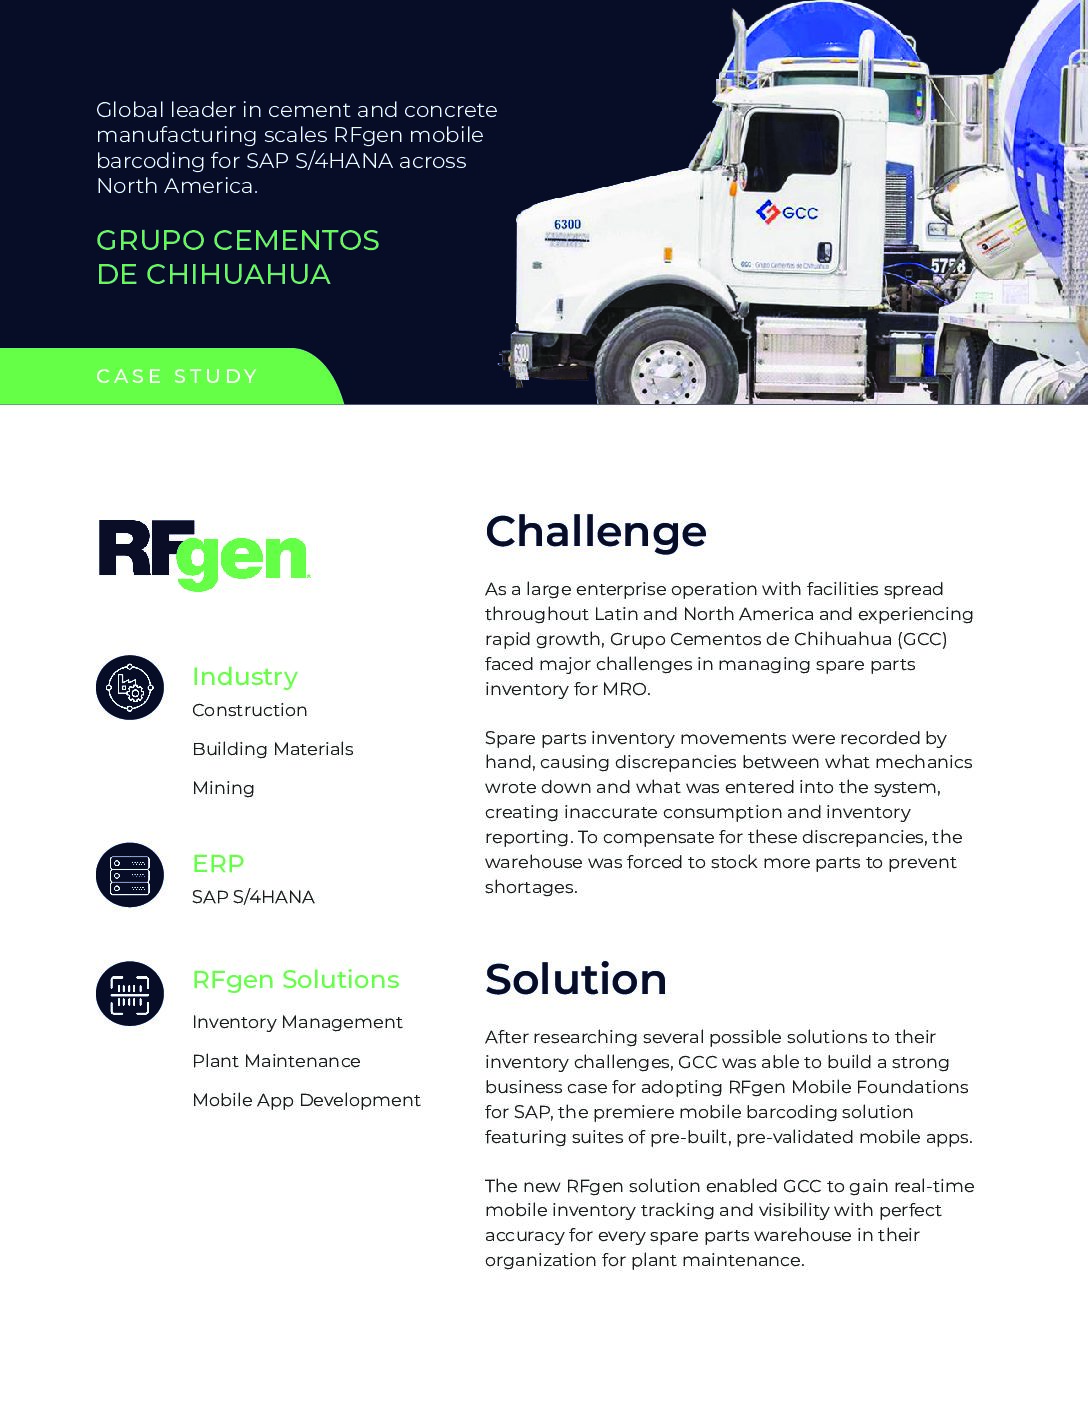 Global leader in cement and concrete
manufacturing scales RFgen mobile
barcoding for SAP S/4HANA across
North America.
GRUPO CEMENTOS
DE CHIHUAHUA
CASE STUDY
6300
GCC
GCC Grupo Cementos de Chihuahua
5798
6300
RFgen
Industry
Construction
Building Materials
Mining
ERP
SAP S/4HANA
RFgen Solutions
Inventory Management
Plant Maintenance
Mobile App Development
Challenge
As a large enterprise operation with facilities spread
throughout Latin and North America and experiencing
rapid growth, Grupo Cementos de Chihuahua (GCC)
faced major challenges in managing spare parts
inventory for MRO.
Spare parts inventory movements were recorded by
hand, causing discrepancies between what mechanics
wrote down and what was entered into the system,
creating inaccurate consumption and inventory
reporting. To compensate for these discrepancies, the
warehouse was forced to stock more parts to prevent
shortages.
Solution
After researching several possible solutions to their
inventory challenges, GCC was able to build a strong
business case for adopting RFgen Mobile Foundations
for SAP, the premiere mobile barcoding solution
featuring suites of pre-built, pre-validated mobile apps.
The new RFgen solution enabled GCC to gain real-time
mobile inventory tracking and visibility with perfect
accuracy for every spare parts warehouse in their
organization for plant maintenance.